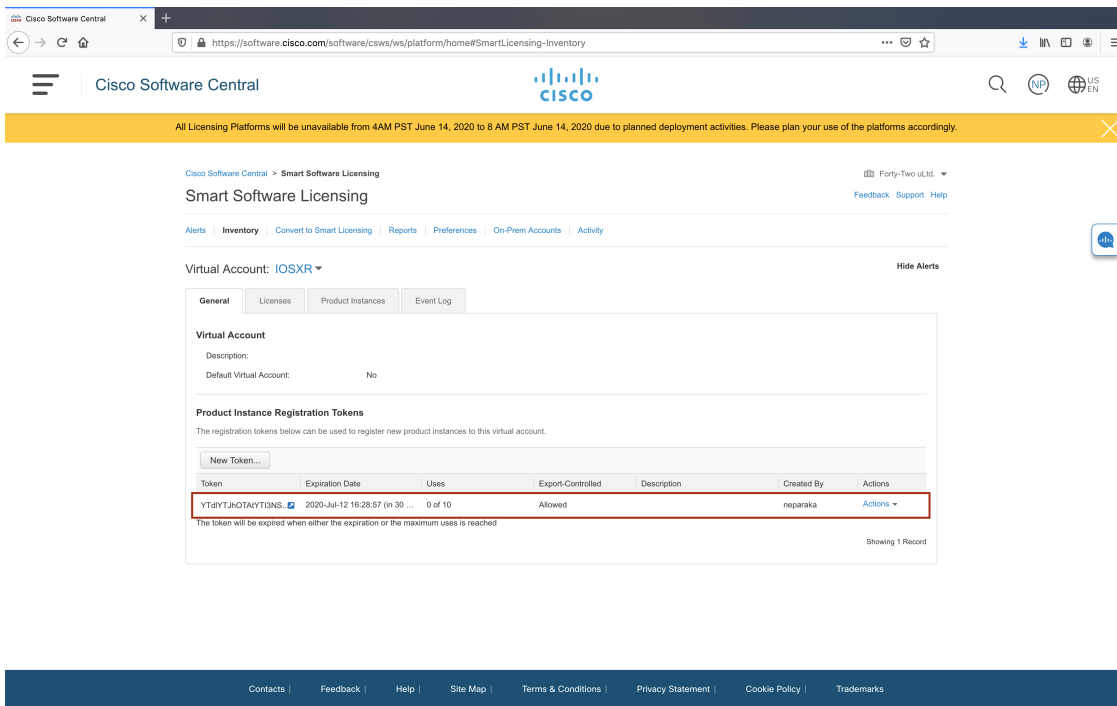 Cisco Software Central
https://software.cisco.com/software/csws/ws/platform/home#SmartLicensing-Inventory
Cisco Software Central
CISCO
NP
US
EN
All Licensing Platforms will be unavailable from 4AM PST June 14, 2020 to 8 AM PST June 14, 2020 due to planned deployment activities. Please plan your use of the platforms accordingly.
Cisco Software Central > Smart Software Licensing
Forty-Two uLtd.
Smart Software Licensing
Feedback Support Help
Alerts | Inventory | Convert to Smart Licensing | Reports | Preferences | On-Prem Accounts | Activity
Virtual Account: IOSXR
Hide Alerts
General Licenses Product Instances Event Log
Virtual Account
Description:
Default Virtual Account: No
Product Instance Registration Tokens
The registration tokens below can be used to register new product instances to this virtual account.
New Token...
Token Expiration Date Uses Export-Controlled Description Created By Actions
YTdlYTJhOTAtYTI3NS.. 2020-Jul-12 16:28:57 (in 30 ... 0 of 10 Allowed neparaka Actions
The token will be expired when either the expiration or the maximum uses is reached
Showing 1 Record
Contacts | Feedback | Help | Site Map | Terms & Conditions | Privacy Statement | Cookie Policy | Trademarks